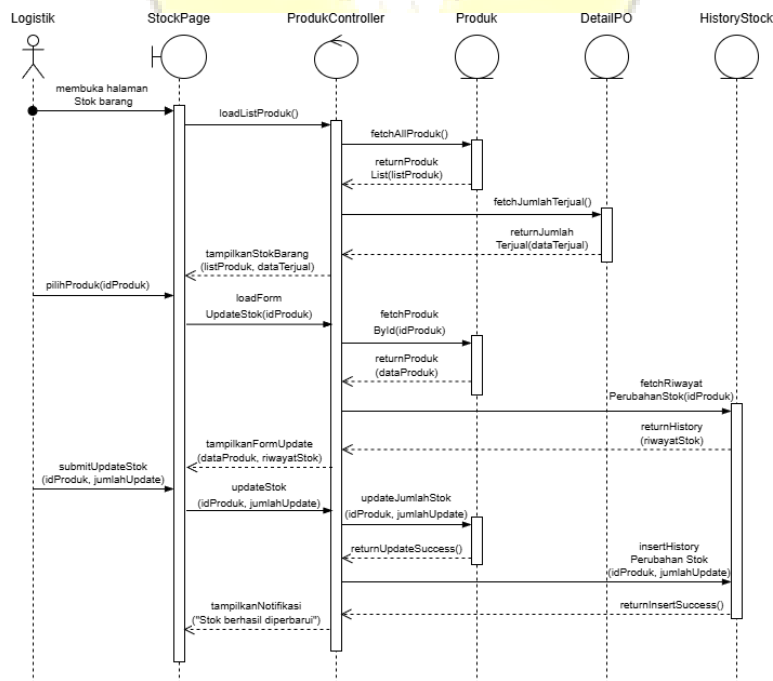 Logistik
StockPage
ProdukController
Produk
DetailPO
HistoryStock
membuka halaman
Stok barang
loadListProduk()
fetchAllProduk()
returnProduk
List(listProduk)
fetchJumlahTerjual()
returnJumlah
Terjual(dataTerjual)
tampilkanStokBarang
(listProduk, dataTerjual)
pilihProduk(idProduk)
loadForm
UpdateStok(idProduk)
fetchProduk
ById(idProduk)
returnProduk
(dataProduk)
fetchRiwayat
PerubahanStok(idProduk)
returnHistory
(riwayatStok)
tampilkanFormUpdate
(dataProduk, riwayatStok)
submitUpdateStok
(idProduk, jumlahUpdate)
updateStok
(idProduk, jumlahUpdate)
updateJumlahStok
(idProduk, jumlahUpdate)
returnUpdateSuccess()
insertHistory
Perubahan Stok
(idProduk, jumlahUpdate)
returnInsertSuccess()
tampilkanNotifikasi
("Stok berhasil diperbarui")